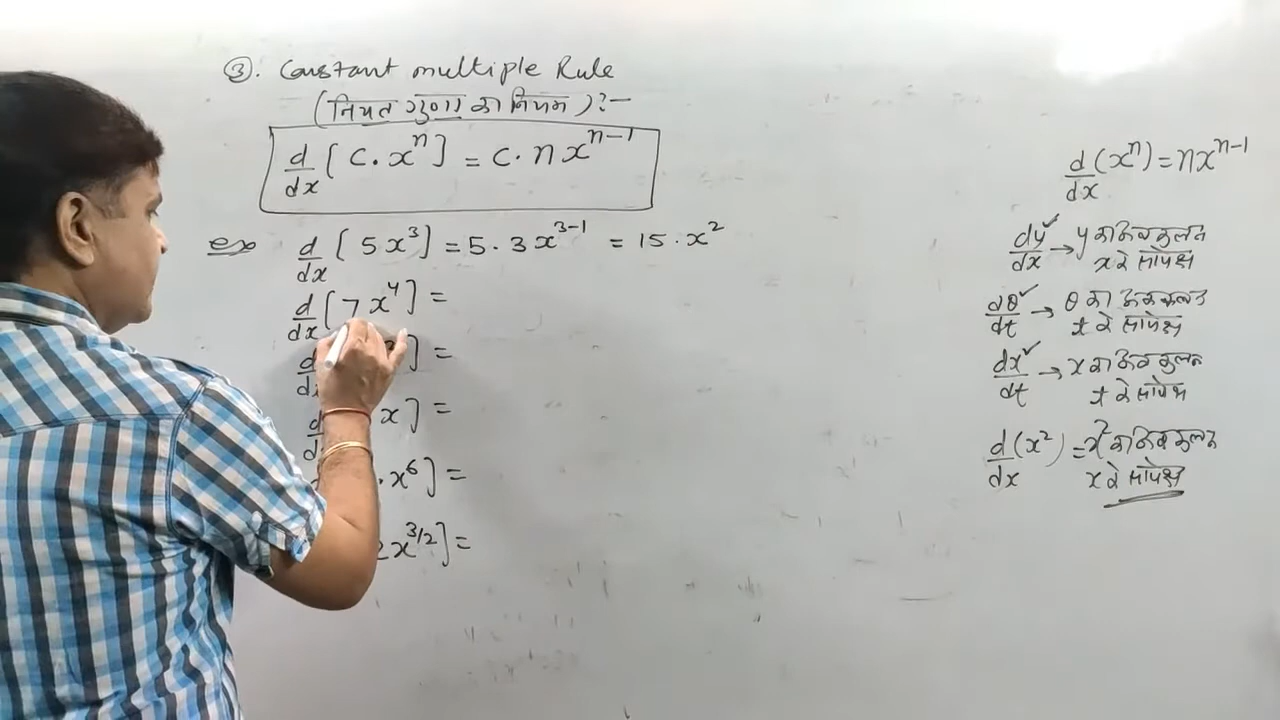 ③. Constant multiple Rule
(नियत गुणा का नियम):-
d/dx [c.xⁿ] = c.n xⁿ⁻¹
ex d/dx [5x³] = 5.3x³⁻¹ = 15.x²
d/dx [7x⁴] =
] =
x] =
.x⁶] =
2x^(3/2)] =
d/dx (xⁿ) = nxⁿ⁻¹
dy/dx ✓ → y का अवकलन
x के सापेक्ष
dθ/dt ✓ → θ का अवकलन
t के सापेक्ष
dx/dt ✓ → x का अवकलन
t के सापेक्ष
d/dx (x²) = x² का अवकलन
x के सापेक्ष